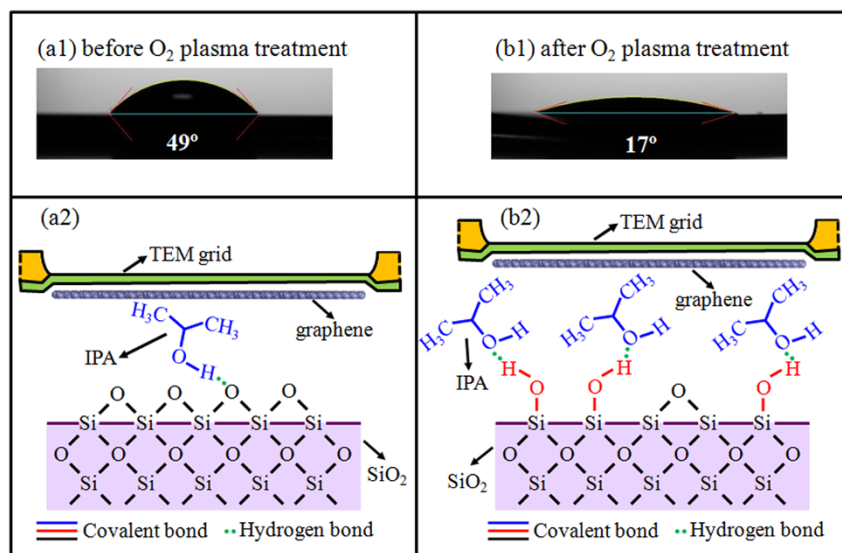 (a1) before O₂ plasma treatment
49º
(b1) after O₂ plasma treatment
17º
(a2)
TEM grid
graphene
H₃C
CH₃
IPA
O
H
O O O O
Si Si Si Si Si
O O O O
Si Si Si Si Si
SiO₂
Covalent bond
Hydrogen bond
(b2)
TEM grid
graphene
CH₃ CH₃ CH₃
H₃C H₃C H₃C
O H O H O H
IPA
H H H
O O O O
Si Si Si Si Si
O O O O
Si Si Si Si Si
SiO₂
Covalent bond
Hydrogen bond